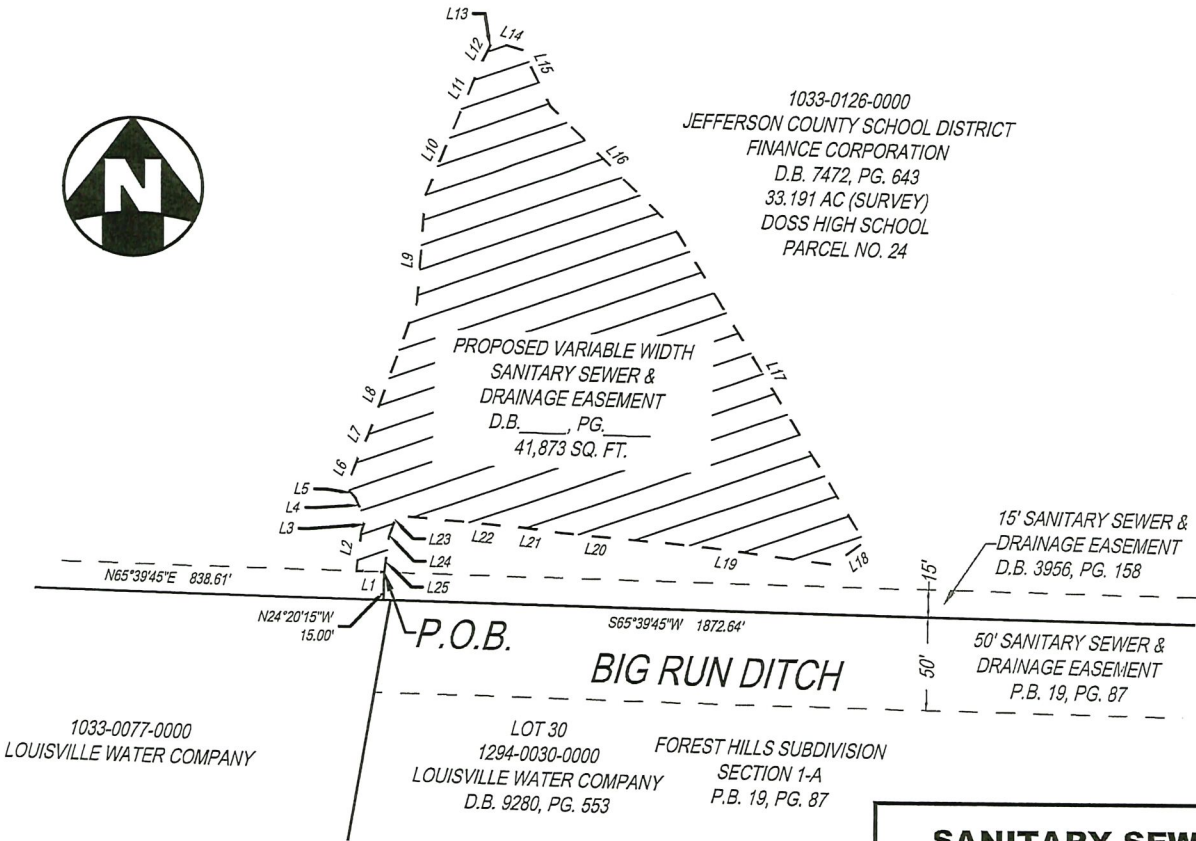 L13
L14
L12
L15
L11
1033-0126-0000
JEFFERSON COUNTY SCHOOL DISTRICT
FINANCE CORPORATION
D.B. 7472, PG. 643
33.191 AC (SURVEY)
DOSS HIGH SCHOOL
PARCEL NO. 24
N
L10
L16
L9
PROPOSED VARIABLE WIDTH
SANITARY SEWER &
DRAINAGE EASEMENT
D.B._____, PG._____
41,873 SQ. FT.
L17
L8
L7
L6
L5
L4
L3
L2
L23
L22
L21
L20
L19
L18
L24
L25
L1
15' SANITARY SEWER &
DRAINAGE EASEMENT
D.B. 3956, PG. 158
15'
N65°39'45"E 838.61'
N24°20'15"W
15.00'
P.O.B.
S65°39'45"W 1872.64'
BIG RUN DITCH
50'
50' SANITARY SEWER &
DRAINAGE EASEMENT
P.B. 19, PG. 87
1033-0077-0000
LOUISVILLE WATER COMPANY
LOT 30
1294-0030-0000
LOUISVILLE WATER COMPANY
D.B. 9280, PG. 553
FOREST HILLS SUBDIVISION
SECTION 1-A
P.B. 19, PG. 87
SANITARY SEW